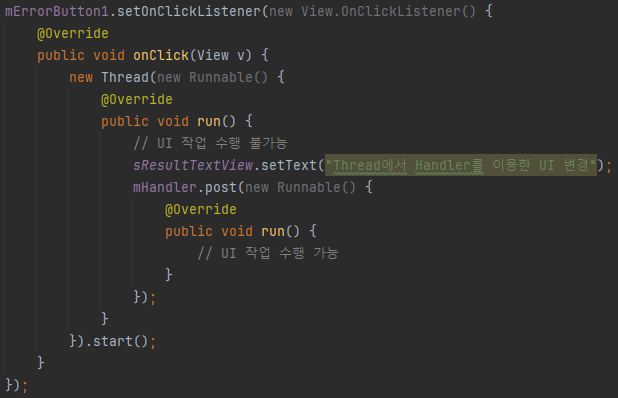 mErrorButton1.setOnClickListener(new View.OnClickListener() {
    @Override
    public void onClick(View v) {
        new Thread(new Runnable() {
            @Override
            public void run() {
                // UI 작업 수행 불가능
                sResultTextView.setText("Thread에서 Handler를 이용한 UI 변경");
                mHandler.post(new Runnable() {
                    @Override
                    public void run() {
                        // UI 작업 수행 가능
                    }
                });
            }
        }).start();
    }
});